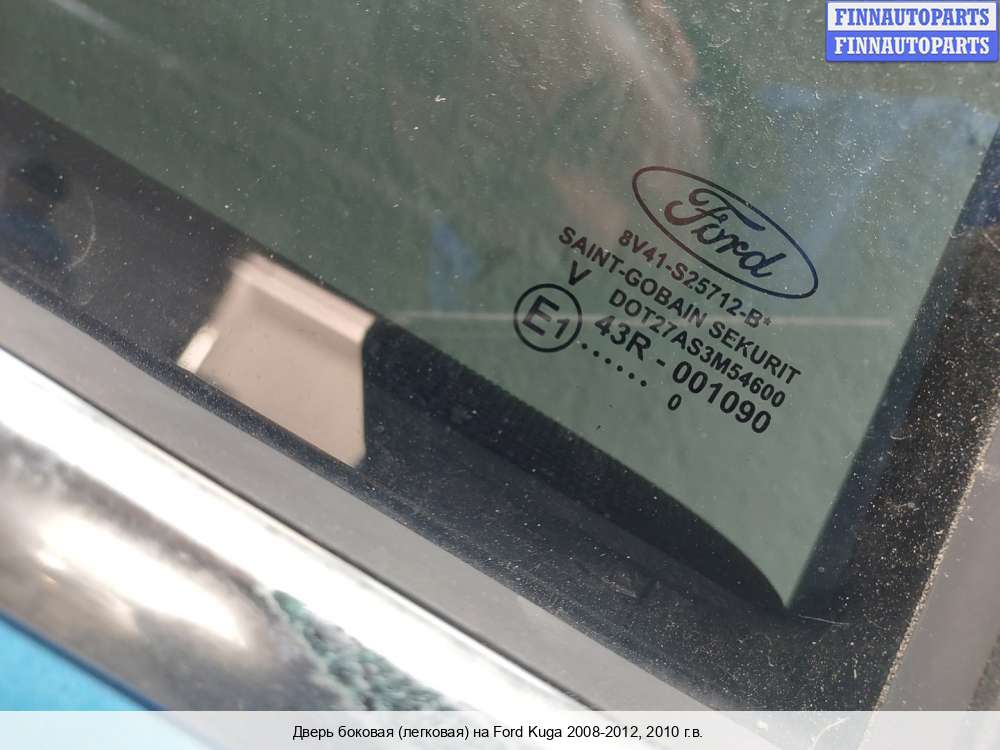 FINNAUTOPARTS
FINNAUTOPARTS
Ford
8V41-S25712-B*
SAINT-GOBAIN SEKURIT
V DOT27AS3M54600
E1 43R - 001090
...... 0
Дверь боковая (легковая) на Ford Kuga 2008-2012, 2010 г.в.